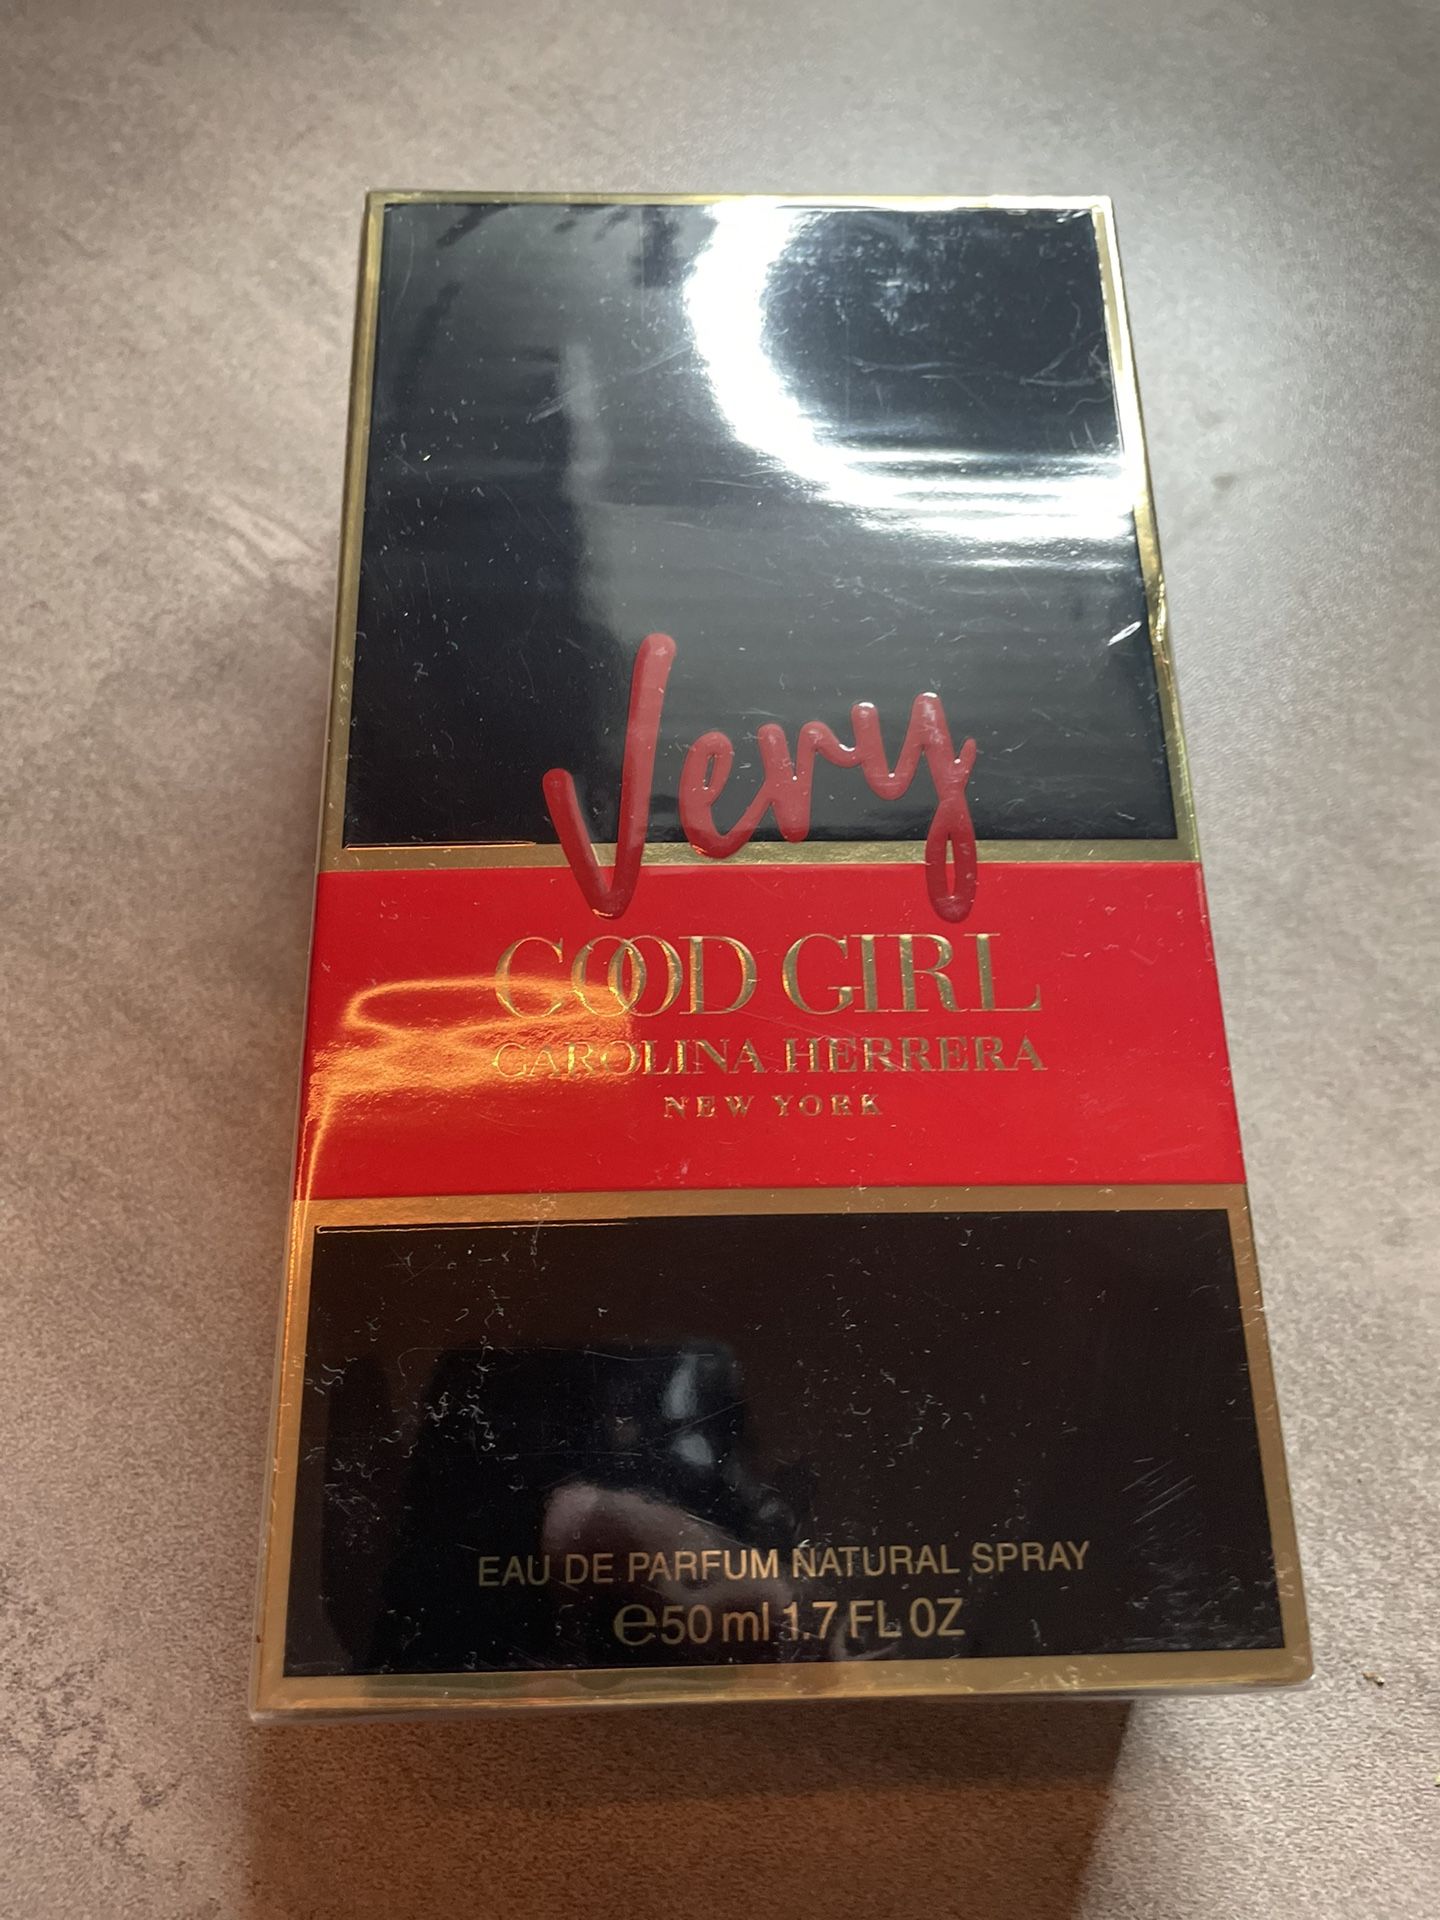 Very
GOOD GIRL
CAROLINA HERRERA
NEW YORK
EAU DE PARFUM NATURAL SPRAY
℮50 ml 1.7 FL OZ